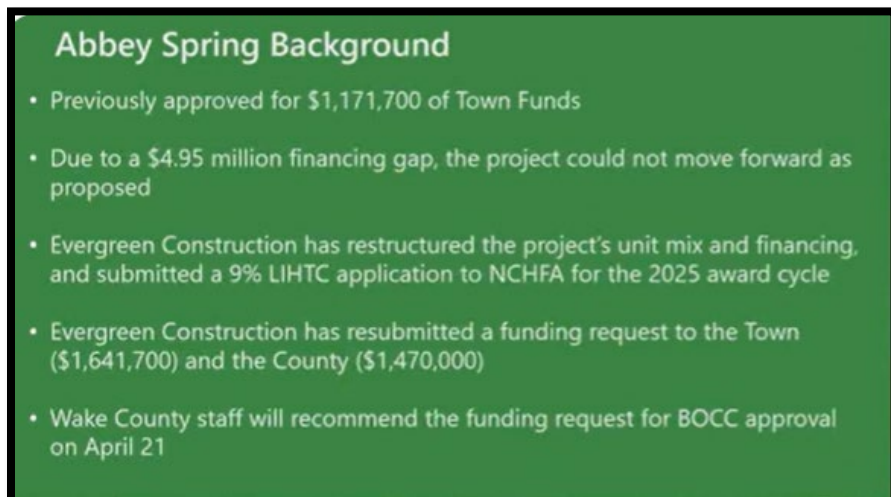 Abbey Spring Background
• Previously approved for $1,171,700 of Town Funds
• Due to a $4.95 million financing gap, the project could not move forward as
proposed
• Evergreen Construction has restructured the project's unit mix and financing,
and submitted a 9% LIHTC application to NCHFA for the 2025 award cycle
• Evergreen Construction has resubmitted a funding request to the Town
($1,641,700) and the County ($1,470,000)
• Wake County staff will recommend the funding request for BOCC approval
on April 21